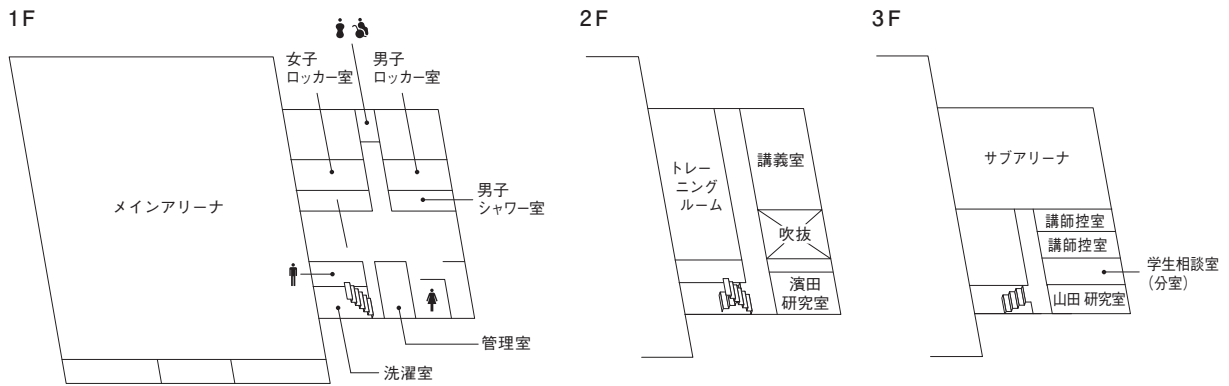 1F
女子
ロッカー室
男子
ロッカー室
メインアリーナ
男子
シャワー室
管理室
洗濯室
2F
トレー
ニング
ルーム
講義室
吹抜
濱田
研究室
3F
サブアリーナ
講師控室
講師控室
学生相談室
(分室)
山田 研究室